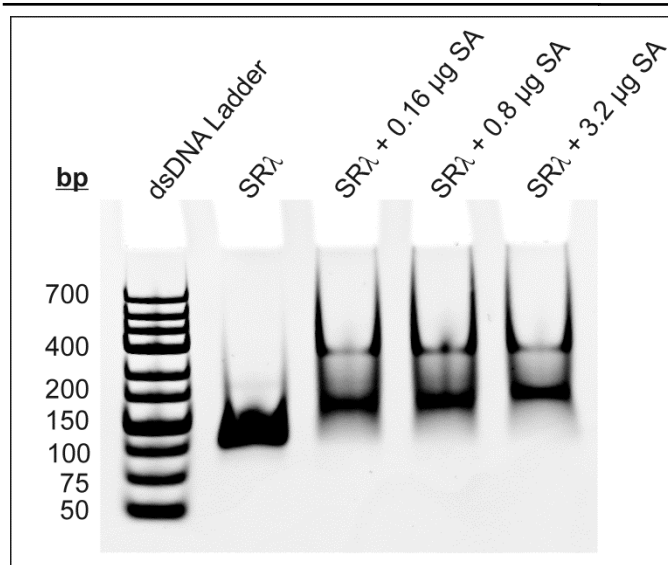 dsDNA Ladder
SRλ
SRλ + 0.16 µg SA
SRλ + 0.8 µg SA
SRλ + 3.2 µg SA
bp
700
400
200
150
100
75
50